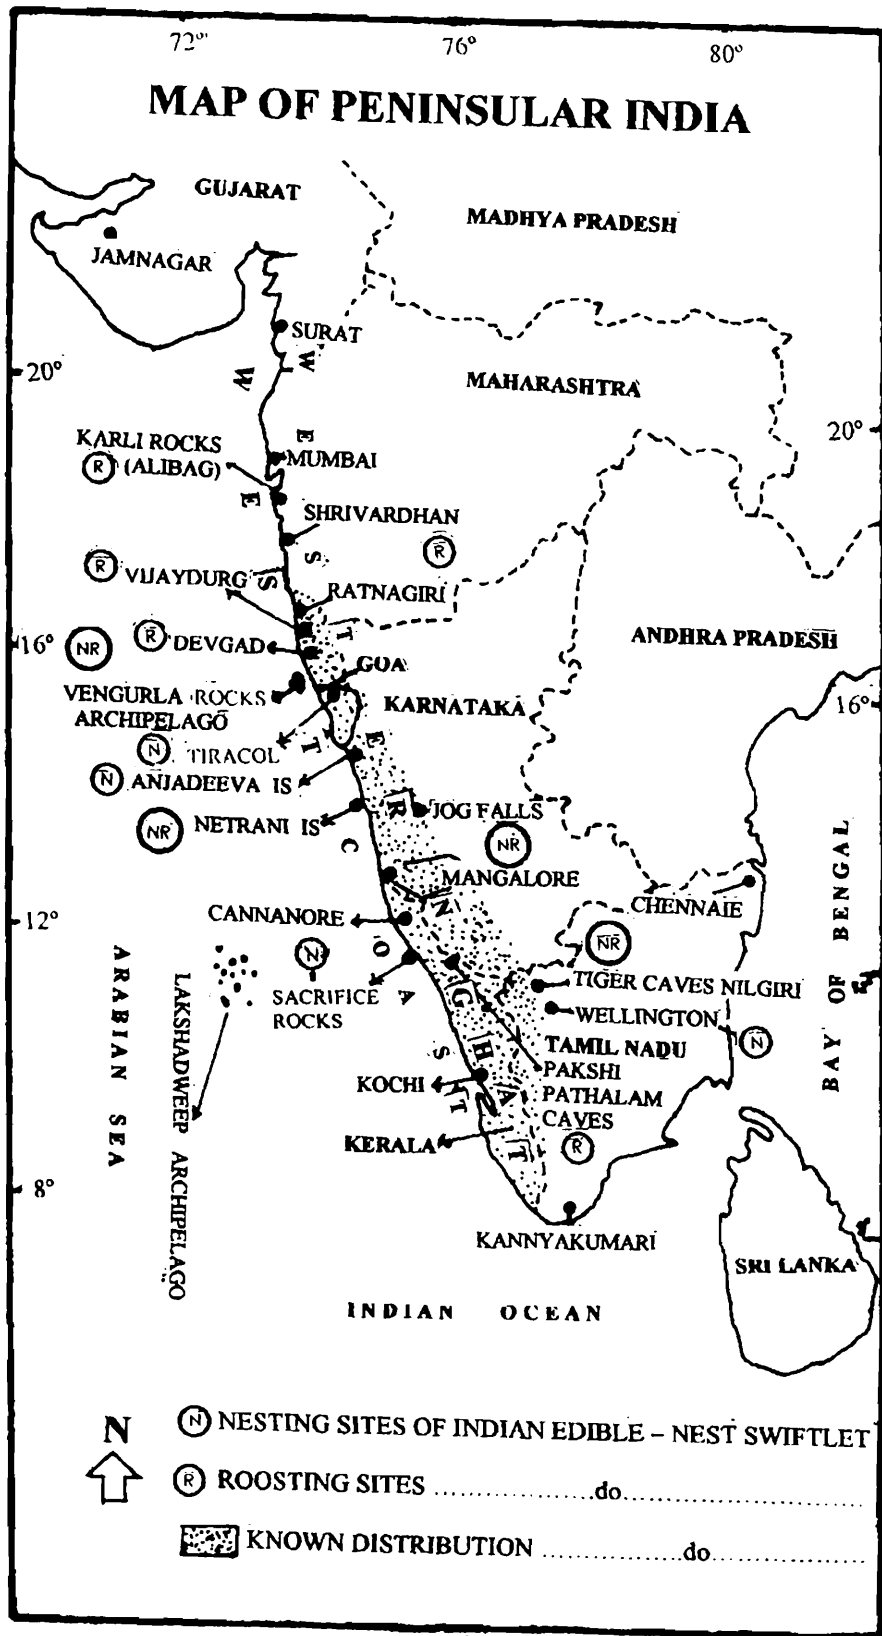 72°
76°
80°
MAP OF PENINSULAR INDIA
GUJARAT
MADHYA PRADESH
JAMNAGAR
SURAT
20°
MAHARASHTRA
20°
KARLI ROCKS
R (ALIBAG)
MUMBAI
SHRIVARDHAN
R
R VIJAYDURG
RATNAGIRI
16°
NR
R DEVGAD
ANDHRA PRADESH
GOA
VENGURLA ROCKS
ARCHIPELAGO
KARNATAKA
16°
N TIRACOL
N ANJADEEVA IS
JOG FALLS
NR NETRANI IS
NR
MANGALORE
CHENNAIE
12°
CANNANORE
NR
N
SACRIFICE
ROCKS
TIGER CAVES NILGIRI
WELLINGTON
N
TAMIL NADU
KOCHI
PAKSHI
PATHALAM
CAVES
KERALA
R
8°
KANNYAKUMARI
SRI LANKA
WEST COAST
WESTERN GHAT
ARABIAN SEA
LAKSHADWEEP ARCHIPELAGO
BAY OF BENGAL
INDIAN OCEAN
N
N NESTING SITES OF INDIAN EDIBLE – NEST SWIFTLET
R ROOSTING SITES ....................do..............................
KNOWN DISTRIBUTION ..................do....................